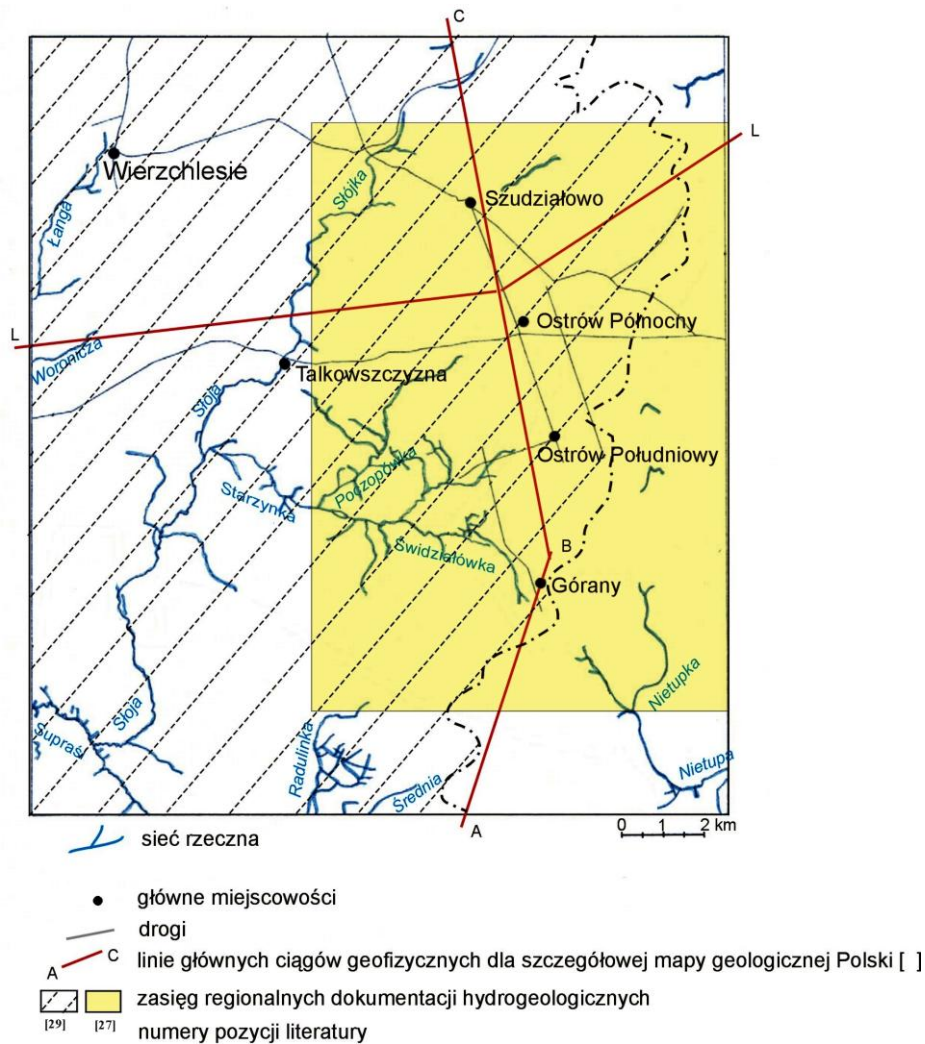 C
L
Wierzchlesie
Szudziałowo
Słójka
Łanga
Ostrów Północny
L
Woronicza
Talkowszczyzna
Słoja
Ostrów Południowy
Poczopówka
Starzynka
Świdziałówka
B
Górany
Nietupka
Słoja
Supraśl
Radulinka
Nietupa
Średnia
A
0 1 2 km
sieć rzeczna
główne miejscowości
drogi
A C linie głównych ciągów geofizycznych dla szczegółowej mapy geologicznej Polski [ ]
zasięg regionalnych dokumentacji hydrogeologicznych
[29] [27] numery pozycji literatury